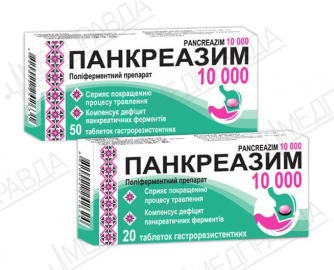 PANCREAZIM 10 000
ПАНКРЕАЗИМ
Поліферментний препарат
10 000
Сприяє покращенню
процесу травлення
Компенсує дефіцит
панкреатичних ферментів
50 таблеток гастрорезистентних
PANCREAZIM 10 000
ПАНКРЕАЗИМ
Поліферментний препарат
10 000
Сприяє покращенню
процесу травлення
Компенсує дефіцит
панкреатичних ферментів
20 таблеток гастрорезистентних